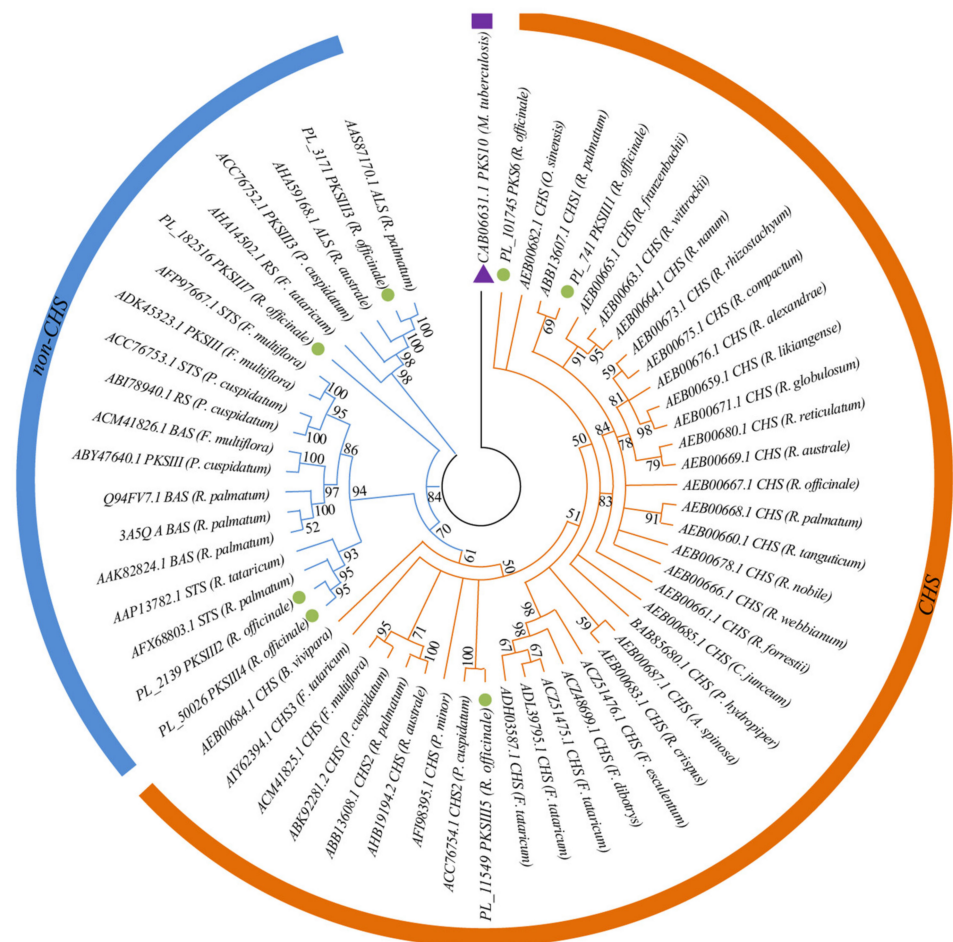 CAB06631.1 PKS10 (M. tuberculosis)
PL_101745 PKS6 (R. officinale)
AEB00682.1 CHS (O. sinensis)
ABB13607.1 CHS1 (R. palmatum)
PL_741 PKSIII1 (R. officinale)
AEB00665.1 CHS (R. franzenbachii)
AEB00663.1 CHS (R. wittrockii)
AEB00664.1 CHS (R. nanum)
AEB00673.1 CHS (R. rhizostachyum)
AEB00675.1 CHS (R. compactum)
AEB00676.1 CHS (R. alexandrae)
AEB00659.1 CHS (R. likiangense)
AEB00671.1 CHS (R. globulosum)
AEB00680.1 CHS (R. reticulatum)
AEB00669.1 CHS (R. australe)
AEB00667.1 CHS (R. officinale)
AEB00668.1 CHS (R. palmatum)
AEB00660.1 CHS (R. tanguticum)
AEB00678.1 CHS (R. nobile)
AEB00666.1 CHS (R. webbianum)
AEB00661.1 CHS (R. forrestii)
AEB00685.1 CHS (C. junceum)
BAB85680.1 CHS (P. hydropiper)
AEB00687.1 CHS (A. spinosa)
AEB00683.1 CHS (R. crispus)
ACZ51476.1 CHS (F. esculentum)
ACZ48699.1 CHS (F. dibotrys)
ACZ51475.1 CHS (F. tataricum)
ADL39795.1 CHS (F. tataricum)
ADH03587.1 CHS (F. tataricum)
PL_11549 PKSIII5 (R. officinale)
ACC76754.1 CHS2 (P. cuspidatum)
AFI98395.1 CHS (P. minor)
AHB19194.2 CHS (R. australe)
BB13608.1 CHS2 (R. palmatum)
ABK92281.2 CHS (P. cuspidatum)
ACM41825.1 CHS (F. multiflora)
AIY62394.1 CHS3 (F. tataricum)
AEB00684.1 CHS (B. vivipara)
PL_50026 PKSIII4 (R. officinale)
PL_2139 PKSIII2 (R. officinale)
AFX68803.1 STS (R. palmatum)
AAP13782.1 STS (R. tataricum)
AAK82824.1 BAS (R. palmatum)
3A5Q A BAS (R. palmatum)
Q94FV7.1 BAS (R. palmatum)
ABY47640.1 PKSIII (P. cuspidatum)
ACM41826.1 BAS (F. multiflora)
ABI78940.1 RS (P. cuspidatum)
ACC76753.1 STS (P. cuspidatum)
ADK45323.1 PKSIII (F. multiflora)
AFP97667.1 STS (F. multiflora)
PL_182516 PKSIII7 (R. officinale)
AHA14502.1 RS (F. tataricum)
ACC76752.1 PKSIII3 (P. cuspidatum)
AHA59168.1 ALS (R. australe)
PL_3171 PKSIII3 (R. officinale)
AAS87170.1 ALS (R. palmatum)
non-CHS
CHS
100
100
98
98
69
91
95
59
81
98
84
78
79
83
91
50
51
59
98
98
67
67
50
100
100
71
95
61
70
84
95
95
93
94
86
97
100
52
100
100
95
100